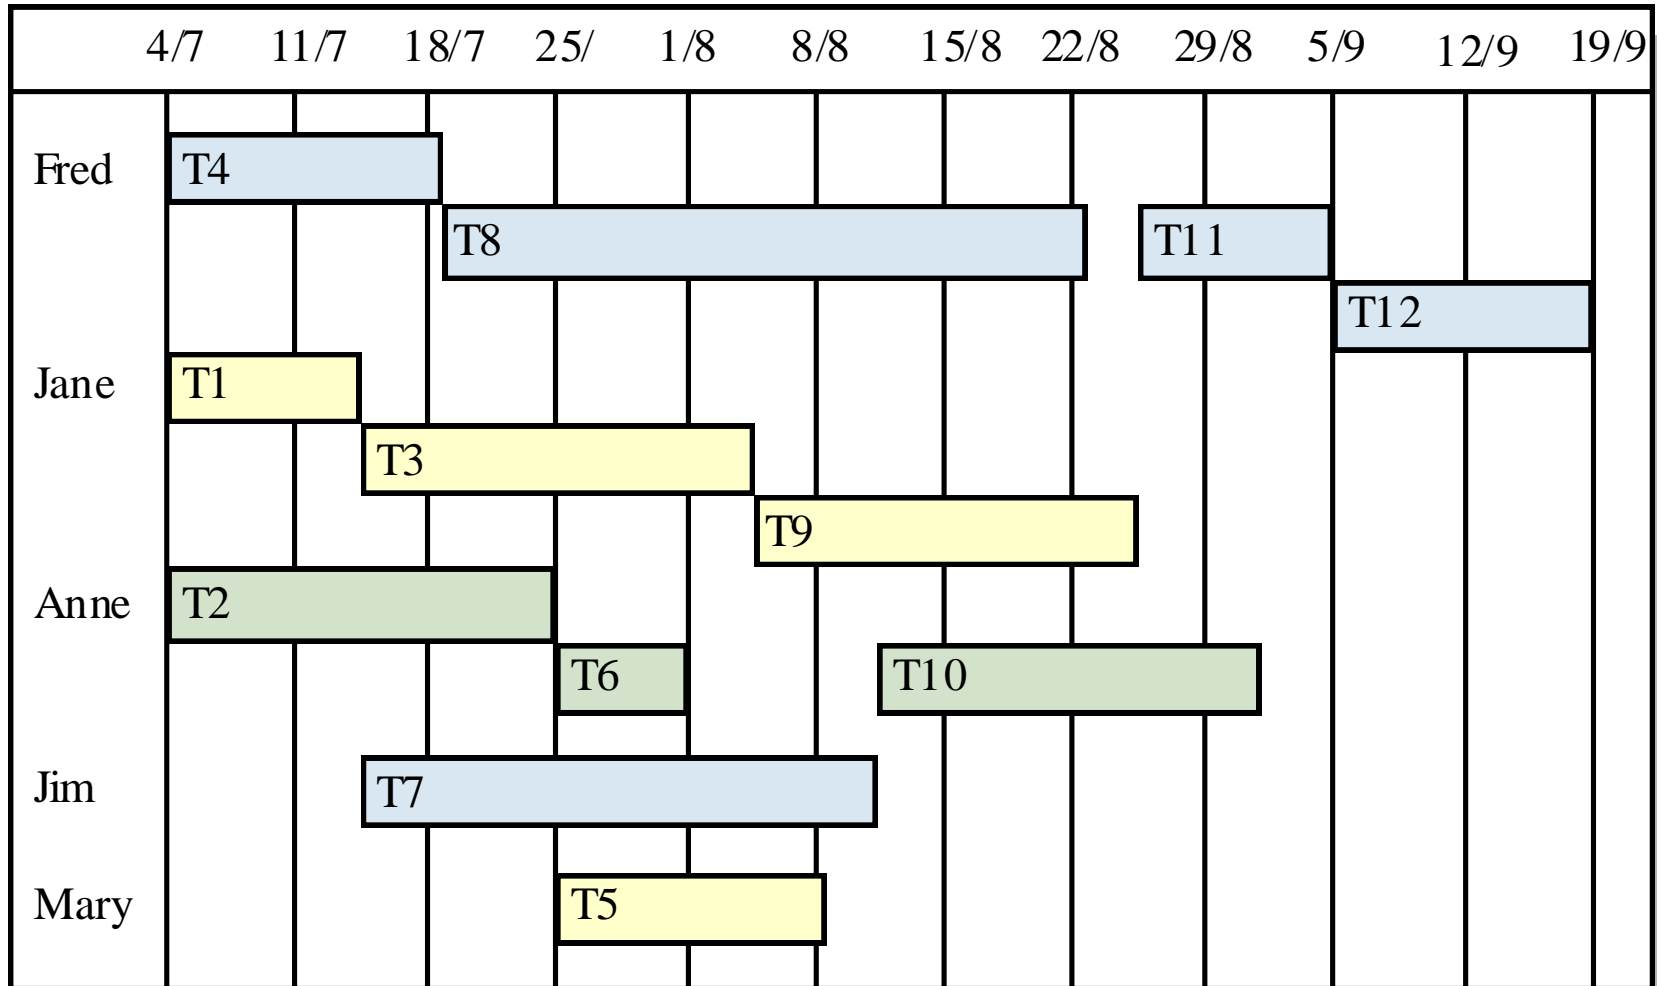 4/7 11/7 18/7 25/ 1/8 8/8 15/8 22/8 29/8 5/9 12/9 19/9
Fred T4
T8 T11
T12
Jane T1
T3
T9
Anne T2
T6 T10
Jim T7
Mary T5